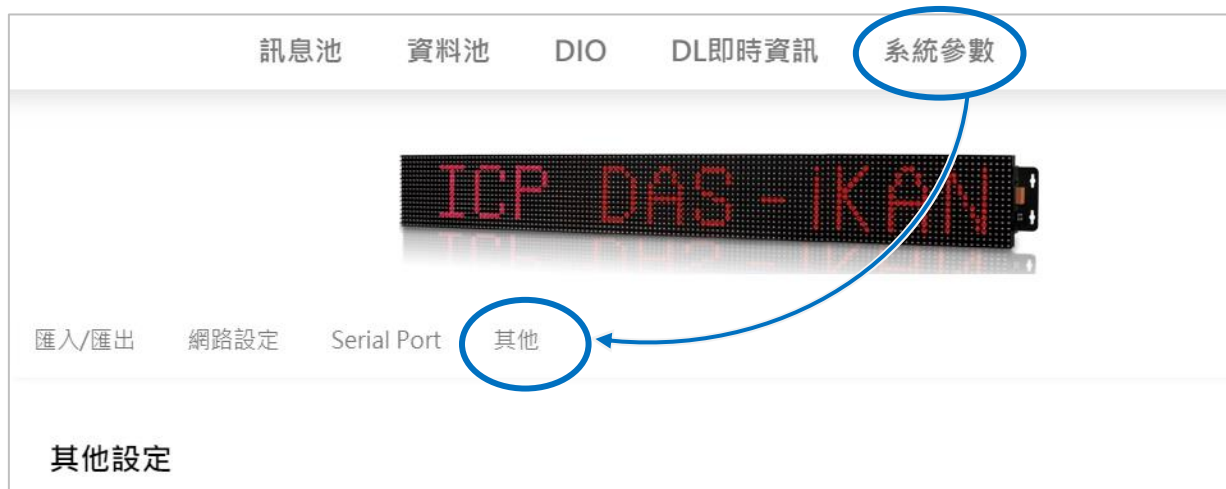 訊息池 資料池 DIO DL即時資訊 系統參數
ICP DAS-iKAN
匯入/匯出 網路設定 Serial Port 其他
其他設定